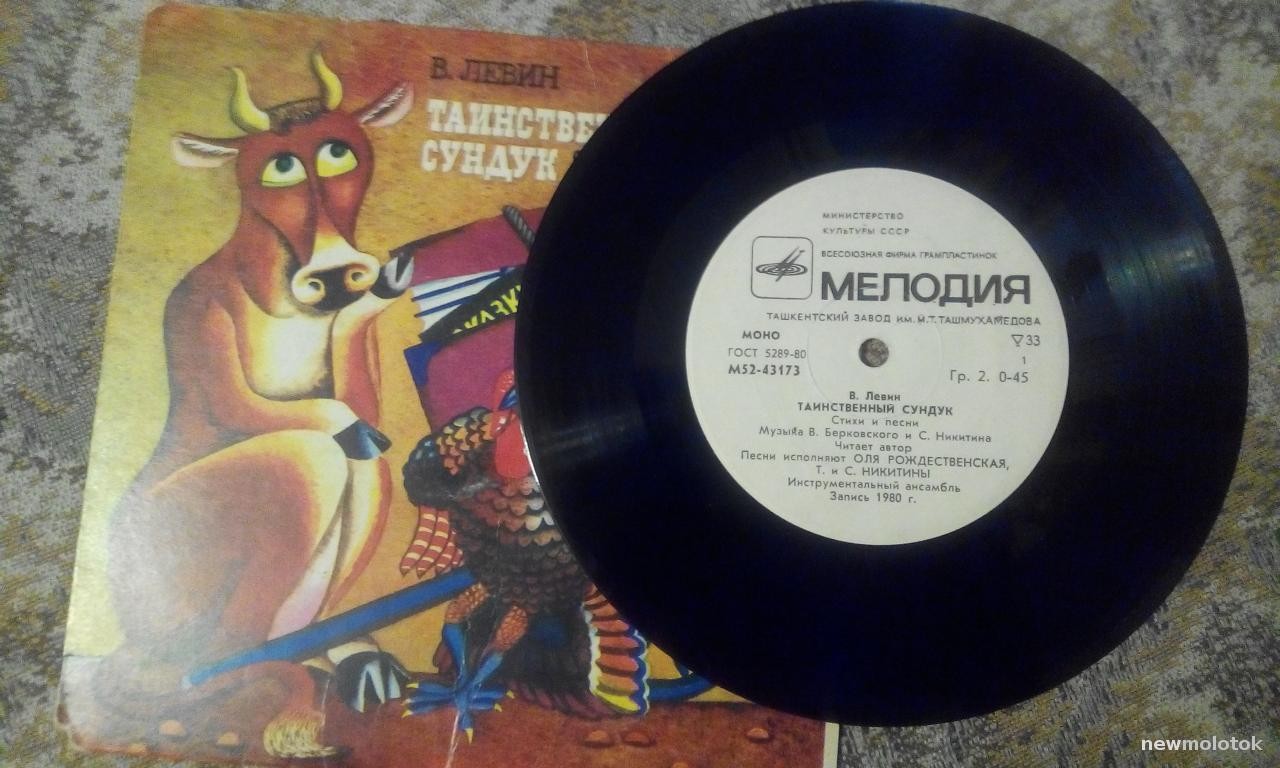 В. ЛЕВИН
ТАИНСТВЕ
СУНДУК
МИНИСТЕРСТВО
КУЛЬТУРЫ СССР
ВСЕСОЮЗНАЯ ФИРМА ГРАМПЛАСТИНОК
МЕЛОДИЯ
ТАШКЕНТСКИЙ ЗАВОД ИМ. М.Т. ТАШМУХАМЕДОВА
МОНО
33
ГОСТ 5289-80
1
М52-43173
Гр. 2. 0-45
В. Левин
ТАИНСТВЕННЫЙ СУНДУК
Стихи и песни
Музыка В. Берковского и С. Никитина
Читает автор
Песни исполняют ОЛЯ РОЖДЕСТВЕНСКАЯ,
Т. и С. НИКИТИНЫ
Инструментальный ансамбль
Запись 1980 г.
newmolotok